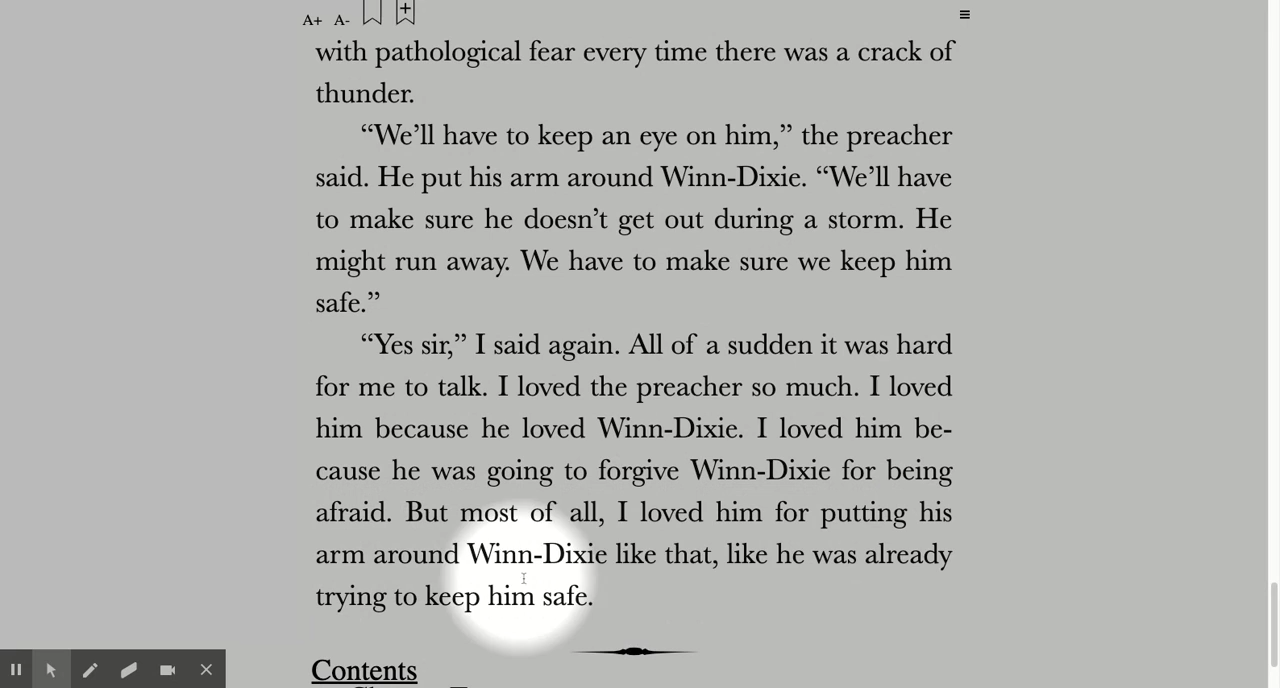 A+ A-
with pathological fear every time there was a crack of
thunder.
“We’ll have to keep an eye on him,” the preacher
said. He put his arm around Winn-Dixie. “We’ll have
to make sure he doesn’t get out during a storm. He
might run away. We have to make sure we keep him
safe.”
“Yes sir,” I said again. All of a sudden it was hard
for me to talk. I loved the preacher so much. I loved
him because he loved Winn-Dixie. I loved him be-
cause he was going to forgive Winn-Dixie for being
afraid. But most of all, I loved him for putting his
arm around Winn-Dixie like that, like he was already
trying to keep him safe.
Contents